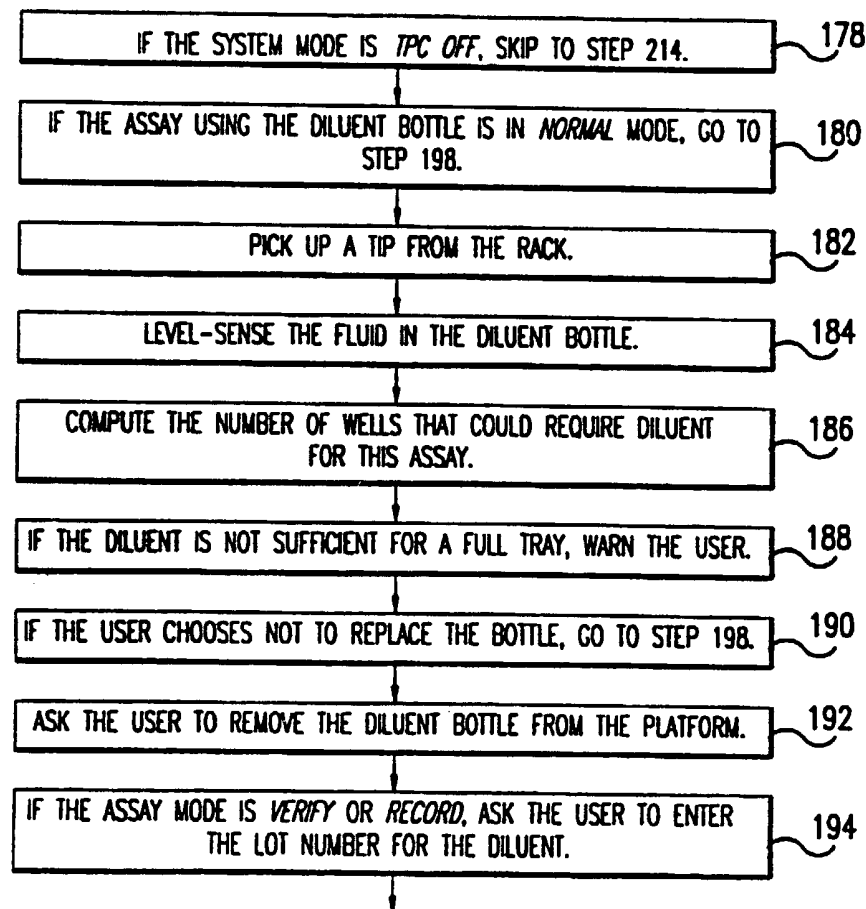 IF THE SYSTEM MODE IS TPC OFF, SKIP TO STEP 214.
178
IF THE ASSAY USING THE DILUENT BOTTLE IS IN NORMAL MODE, GO TO
STEP 198.
180
PICK UP A TIP FROM THE RACK.
182
LEVEL-SENSE THE FLUID IN THE DILUENT BOTTLE.
184
COMPUTE THE NUMBER OF WELLS THAT COULD REQUIRE DILUENT
FOR THIS ASSAY.
186
IF THE DILUENT IS NOT SUFFICIENT FOR A FULL TRAY, WARN THE USER.
188
IF THE USER CHOOSES NOT TO REPLACE THE BOTTLE, GO TO STEP 198.
190
ASK THE USER TO REMOVE THE DILUENT BOTTLE FROM THE PLATFORM.
192
IF THE ASSAY MODE IS VERIFY OR RECORD, ASK THE USER TO ENTER
THE LOT NUMBER FOR THE DILUENT.
194